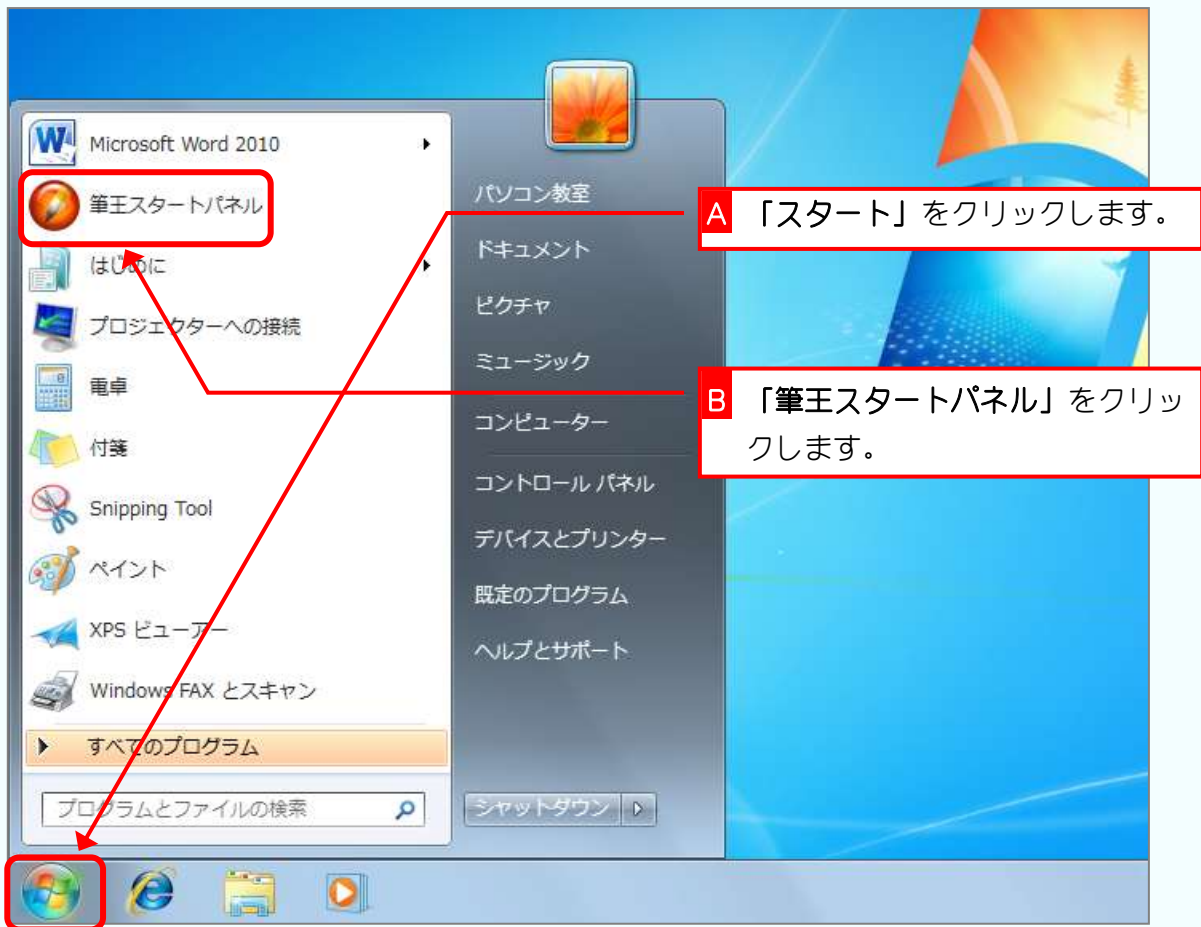 Microsoft Word 2010
筆王スタートパネル
はじめに
プロジェクターへの接続
電卓
付箋
Snipping Tool
ペイント
XPS ビューアー
Windows FAX とスキャン
すべてのプログラム
プログラムとファイルの検索
パソコン教室
ドキュメント
ピクチャ
ミュージック
コンピューター
コントロール パネル
デバイスとプリンター
既定のプログラム
ヘルプとサポート
シャットダウン
A 「スタート」をクリックします。
B 「筆王スタートパネル」をクリッ
クします。